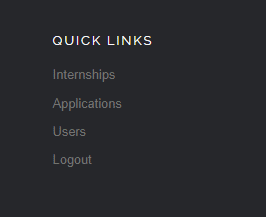 QUICK LINKS
Internships
Applications
Users
Logout